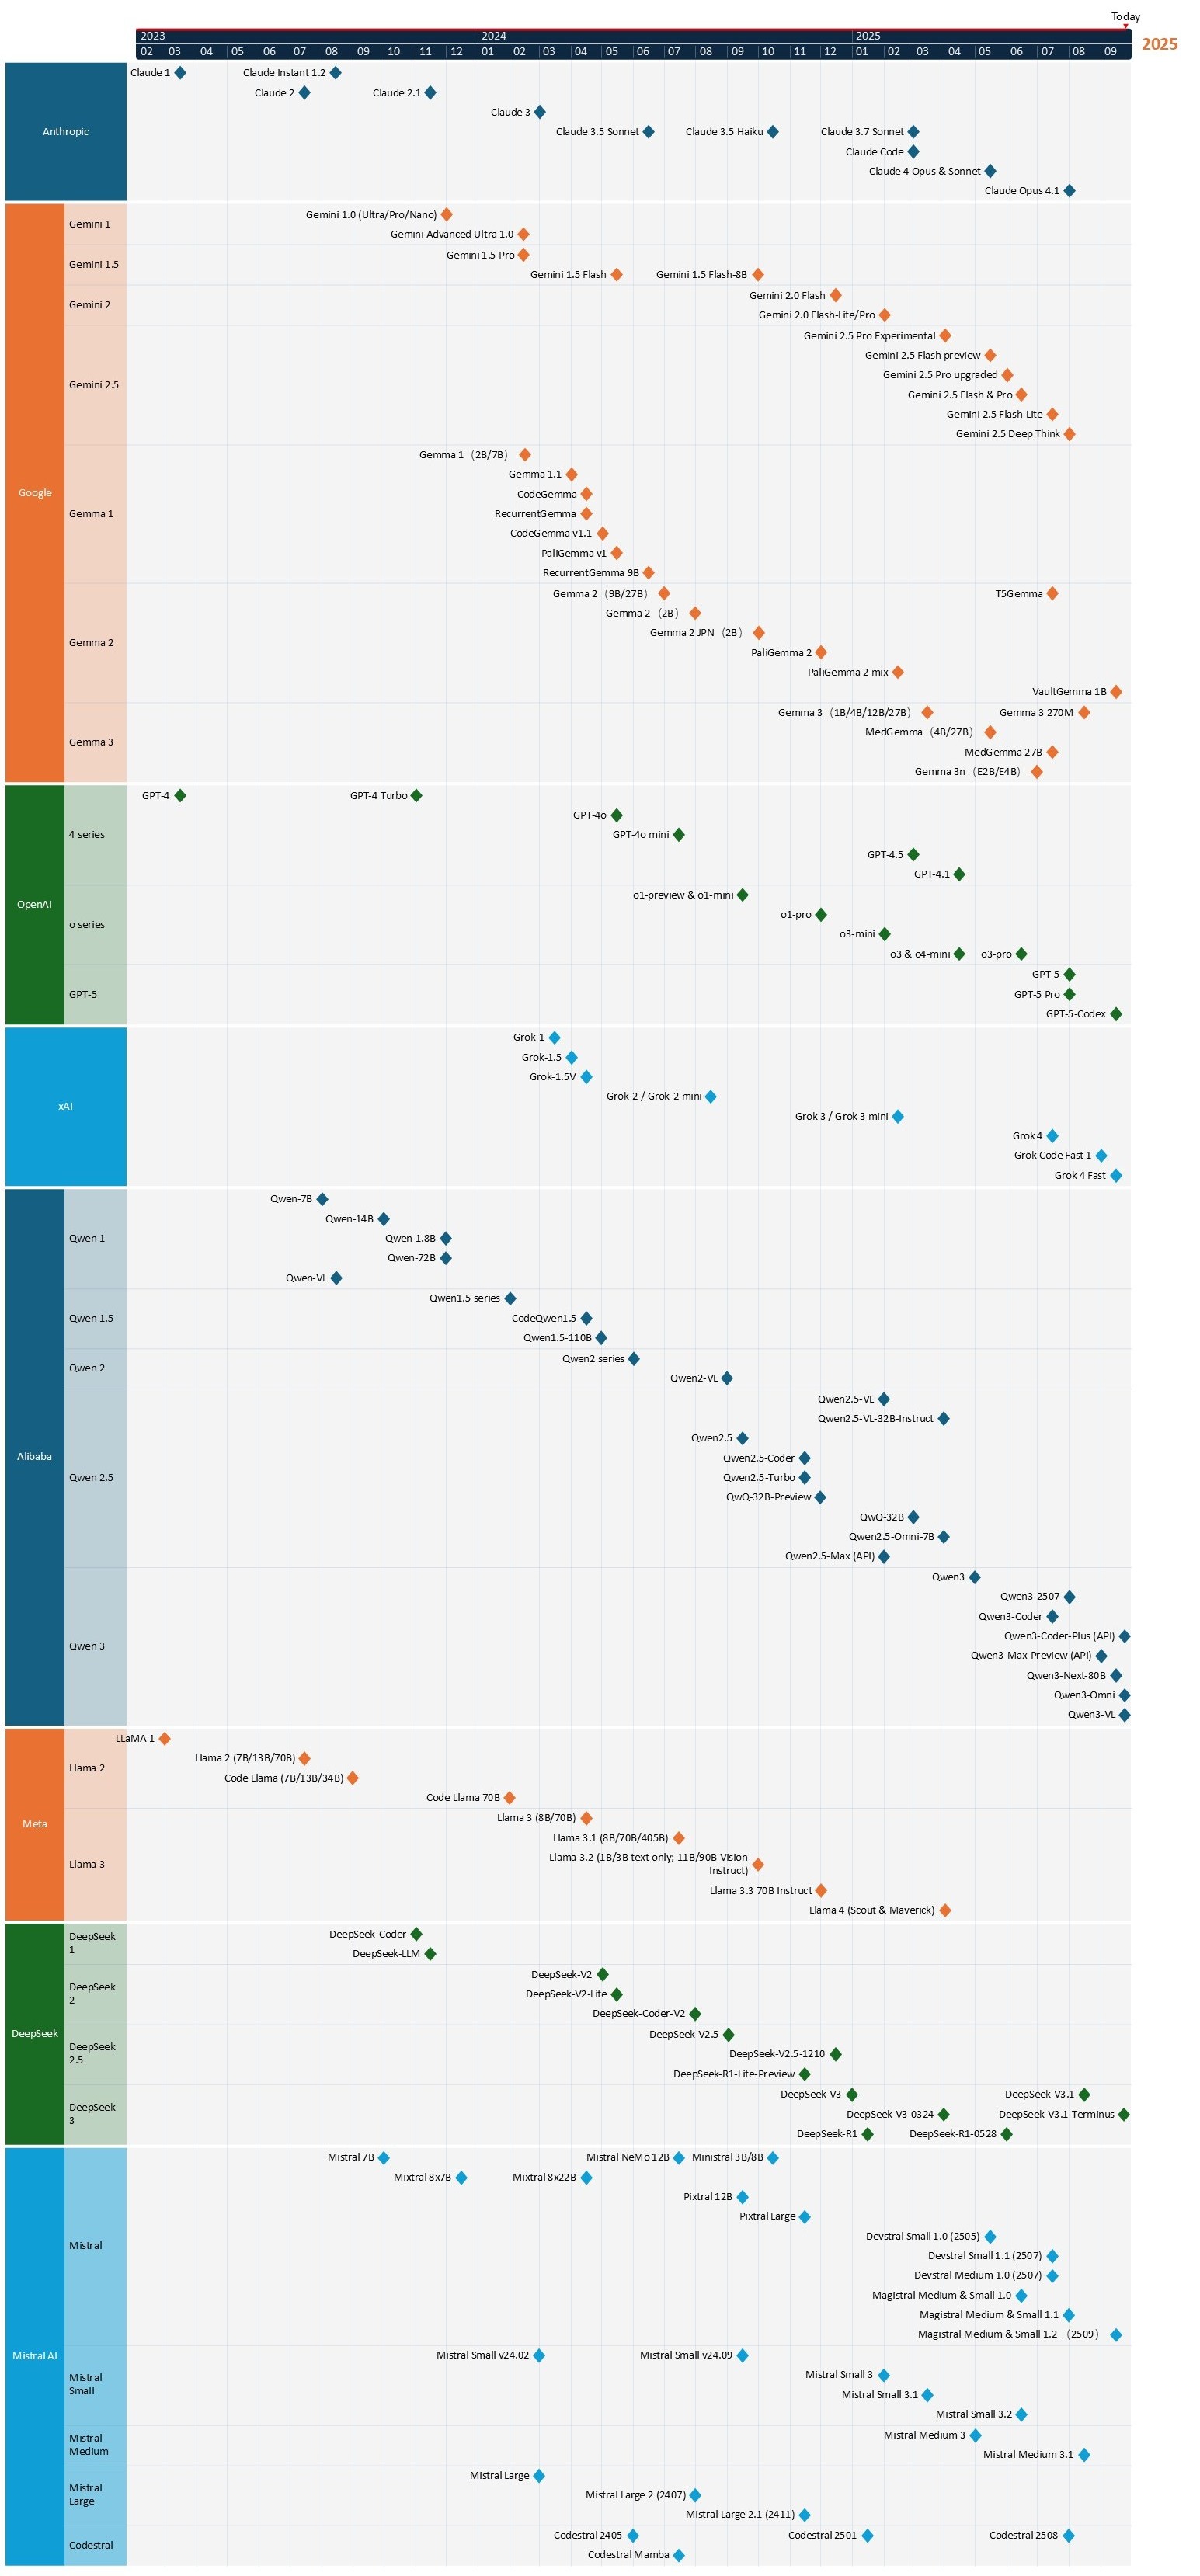 Today
2023 2024 2025
02 03 04 05 06 07 08 09 10 11 12 01 02 03 04 05 06 07 08 09 10 11 12 01 02 03 04 05 06 07 08 09
2025
Anthropic
Claude 1 Claude Instant 1.2
Claude 2 Claude 2.1
Claude 3
Claude 3.5 Sonnet Claude 3.5 Haiku Claude 3.7 Sonnet
Claude Code
Claude 4 Opus & Sonnet
Claude Opus 4.1
Google
Gemini 1
Gemini 1.0 (Ultra/Pro/Nano)
Gemini Advanced Ultra 1.0
Gemini 1.5
Gemini 1.5 Pro
Gemini 1.5 Flash Gemini 1.5 Flash-8B
Gemini 2
Gemini 2.0 Flash
Gemini 2.0 Flash-Lite/Pro
Gemini 2.5
Gemini 2.5 Pro Experimental
Gemini 2.5 Flash preview
Gemini 2.5 Pro upgraded
Gemini 2.5 Flash & Pro
Gemini 2.5 Flash-Lite
Gemini 2.5 Deep Think
Gemma 1
Gemma 1（2B/7B）
Gemma 1.1
CodeGemma
RecurrentGemma
CodeGemma v1.1
PaliGemma v1
RecurrentGemma 9B
Gemma 2
Gemma 2（9B/27B） T5Gemma
Gemma 2 （2B）
Gemma 2 JPN （2B）
PaliGemma 2
PaliGemma 2 mix
VaultGemma 1B
Gemma 3
Gemma 3（1B/4B/12B/27B） Gemma 3 270M
MedGemma（4B/27B）
MedGemma 27B
Gemma 3n（E2B/E4B）
OpenAI
4 series
GPT-4 GPT-4 Turbo
GPT-4o
GPT-4o mini
GPT-4.5
GPT-4.1
o series
o1-preview & o1-mini
o1-pro
o3-mini
o3 & o4-mini o3-pro
GPT-5
GPT-5
GPT-5 Pro
GPT-5-Codex
xAI
Grok-1
Grok-1.5
Grok-1.5V
Grok-2 / Grok-2 mini
Grok 3 / Grok 3 mini
Grok 4
Grok Code Fast 1
Grok 4 Fast
Alibaba
Qwen 1
Qwen-7B
Qwen-14B
Qwen-1.8B
Qwen-72B
Qwen-VL
Qwen 1.5
Qwen1.5 series
CodeQwen1.5
Qwen1.5-110B
Qwen 2
Qwen2 series
Qwen2-VL
Qwen 2.5
Qwen2.5-VL
Qwen2.5-VL-32B-Instruct
Qwen2.5
Qwen2.5-Coder
Qwen2.5-Turbo
QwQ-32B-Preview
QwQ-32B
Qwen2.5-Omni-7B
Qwen2.5-Max (API)
Qwen 3
Qwen3
Qwen3-2507
Qwen3-Coder
Qwen3-Coder-Plus (API)
Qwen3-Max-Preview (API)
Qwen3-Next-80B
Qwen3-Omni
Qwen3-VL
Meta
Llama 2
LLaMA 1
Llama 2 (7B/13B/70B)
Code Llama (7B/13B/34B)
Code Llama 70B
Llama 3
Llama 3 (8B/70B)
Llama 3.1 (8B/70B/405B)
Llama 3.2 (1B/3B text-only; 11B/90B Vision
Instruct)
Llama 3.3 70B Instruct
Llama 4 (Scout & Maverick)
DeepSeek
DeepSeek
1
DeepSeek-Coder
DeepSeek-LLM
DeepSeek
2
DeepSeek-V2
DeepSeek-V2-Lite
DeepSeek-Coder-V2
DeepSeek
2.5
DeepSeek-V2.5
DeepSeek-V2.5-1210
DeepSeek-R1-Lite-Preview
DeepSeek
3
DeepSeek-V3 DeepSeek-V3.1
DeepSeek-V3-0324 DeepSeek-V3.1-Terminus
DeepSeek-R1 DeepSeek-R1-0528
Mistral AI
Mistral
Mistral 7B Mistral NeMo 12B Ministral 3B/8B
Mixtral 8x7B Mixtral 8x22B
Pixtral 12B
Pixtral Large
Devstral Small 1.0 (2505)
Devstral Small 1.1 (2507)
Devstral Medium 1.0 (2507)
Magistral Medium & Small 1.0
Magistral Medium & Small 1.1
Magistral Medium & Small 1.2 （2509）
Mistral
Small
Mistral Small v24.02 Mistral Small v24.09
Mistral Small 3
Mistral Small 3.1
Mistral Small 3.2
Mistral
Medium
Mistral Medium 3
Mistral Medium 3.1
Mistral
Large
Mistral Large
Mistral Large 2 (2407)
Mistral Large 2.1 (2411)
Codestral
Codestral 2405 Codestral 2501 Codestral 2508
Codestral Mamba